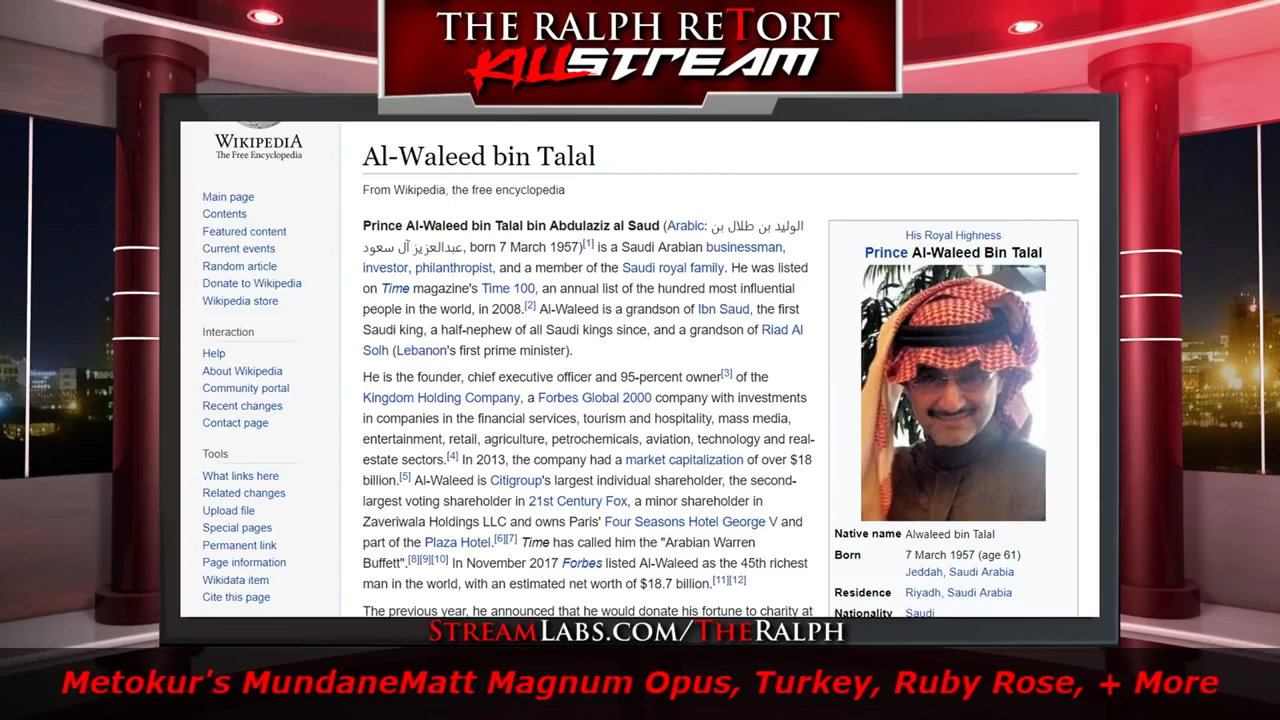 THE RALPH RETORT
KILLSTREAM
WIKIPEDIA
The Free Encyclopedia
Main page
Contents
Featured content
Current events
Random article
Donate to Wikipedia
Wikipedia store
Interaction
Help
About Wikipedia
Community portal
Recent changes
Contact page
Tools
What links here
Related changes
Upload file
Special pages
Permanent link
Page information
Wikidata item
Cite this page
Al-Waleed bin Talal
From Wikipedia, the free encyclopedia
Prince Al-Waleed bin Talal bin Abdulaziz al Saud (Arabic: الوليد بن طلال بن
عبدالعزيز آل سعود, born 7 March 1957)[1] is a Saudi Arabian businessman,
investor, philanthropist, and a member of the Saudi royal family. He was listed
on Time magazine's Time 100, an annual list of the hundred most influential
people in the world, in 2008.[2] Al-Waleed is a grandson of Ibn Saud, the first
Saudi king, a half-nephew of all Saudi kings since, and a grandson of Riad Al
Solh (Lebanon's first prime minister).
He is the founder, chief executive officer and 95-percent owner[3] of the
Kingdom Holding Company, a Forbes Global 2000 company with investments
in companies in the financial services, tourism and hospitality, mass media,
entertainment, retail, agriculture, petrochemicals, aviation, technology and real-
estate sectors.[4] In 2013, the company had a market capitalization of over $18
billion.[5] Al-Waleed is Citigroup's largest individual shareholder, the second-
largest voting shareholder in 21st Century Fox, a minor shareholder in
Zaveriwala Holdings LLC and owns Paris' Four Seasons Hotel George V and
part of the Plaza Hotel.[6][7] Time has called him the "Arabian Warren
Buffett".[8][9][10] In November 2017 Forbes listed Al-Waleed as the 45th richest
man in the world, with an estimated net worth of $18.7 billion.[11][12]
The previous year, he announced that he would donate his fortune to charity at
His Royal Highness
Prince Al-Waleed Bin Talal
Native name Alwaleed bin Talal
Born 7 March 1957 (age 61)
Jeddah, Saudi Arabia
Residence Riyadh, Saudi Arabia
Nationality Saudi
STREAMLABS.COM/THERALPH
Metokur's MundaneMatt Magnum Opus, Turkey, Ruby Rose, + More